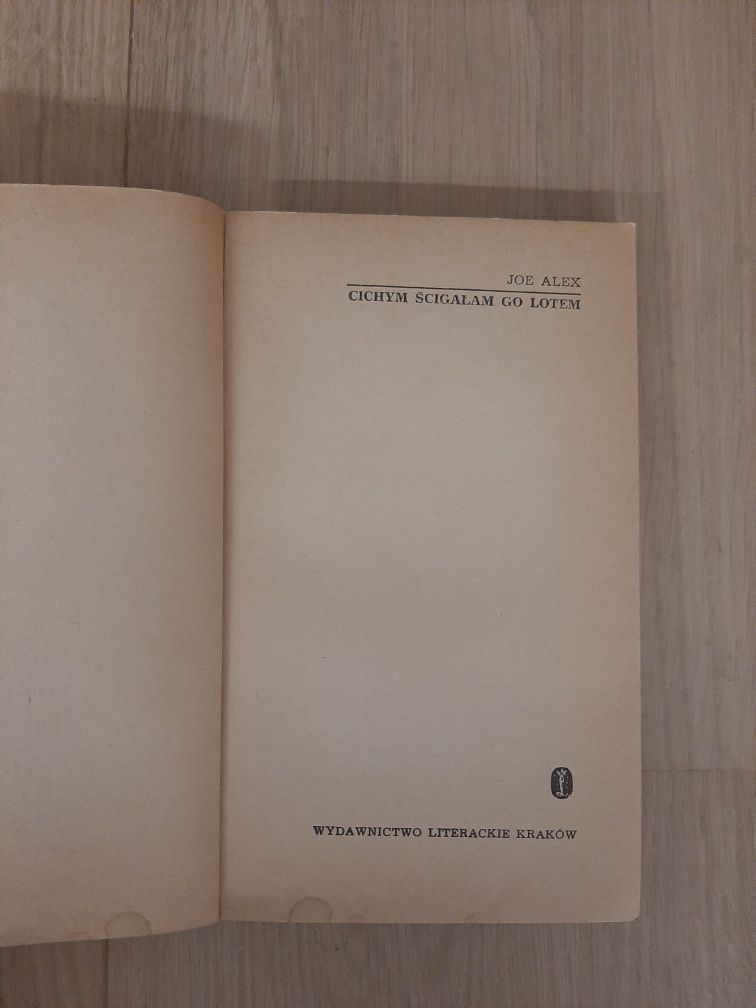 JOE ALEX
CICHYM ŚCIGAŁAM GO LOTEM
WYDAWNICTWO LITERACKIE KRAKÓW